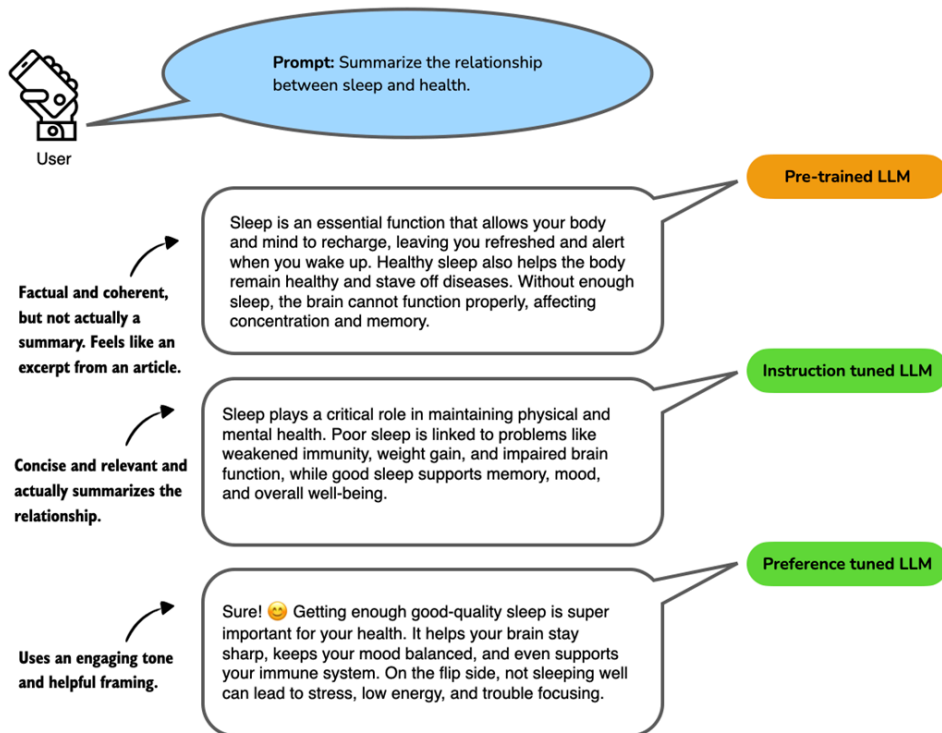 Prompt: Summarize the relationship
between sleep and health.
User
Pre-trained LLM
Sleep is an essential function that allows your body
and mind to recharge, leaving you refreshed and alert
when you wake up. Healthy sleep also helps the body
remain healthy and stave off diseases. Without enough
sleep, the brain cannot function properly, affecting
concentration and memory.
Factual and coherent,
but not actually a
summary. Feels like an
excerpt from an article.
Instruction tuned LLM
Sleep plays a critical role in maintaining physical and
mental health. Poor sleep is linked to problems like
weakened immunity, weight gain, and impaired brain
function, while good sleep supports memory, mood,
and overall well-being.
Concise and relevant and
actually summarizes the
relationship.
Preference tuned LLM
Sure! 😊 Getting enough good-quality sleep is super
important for your health. It helps your brain stay
sharp, keeps your mood balanced, and even supports
your immune system. On the flip side, not sleeping well
can lead to stress, low energy, and trouble focusing.
Uses an engaging tone
and helpful framing.